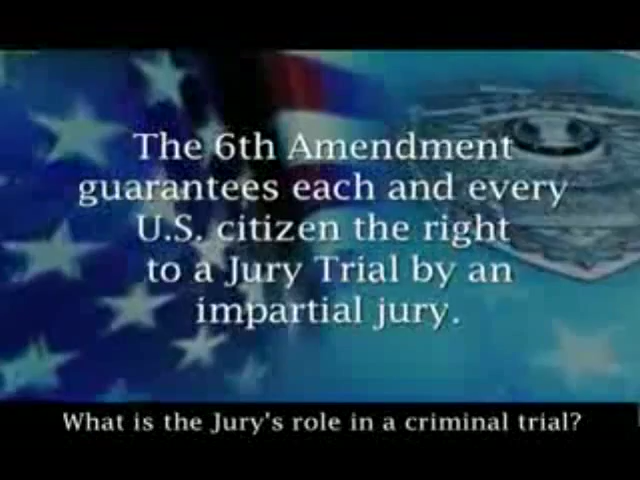 The 6th Amendment
guarantees each and every
U.S. citizen the right
to a Jury Trial by an
impartial jury.
What is the Jury's role in a criminal trial?